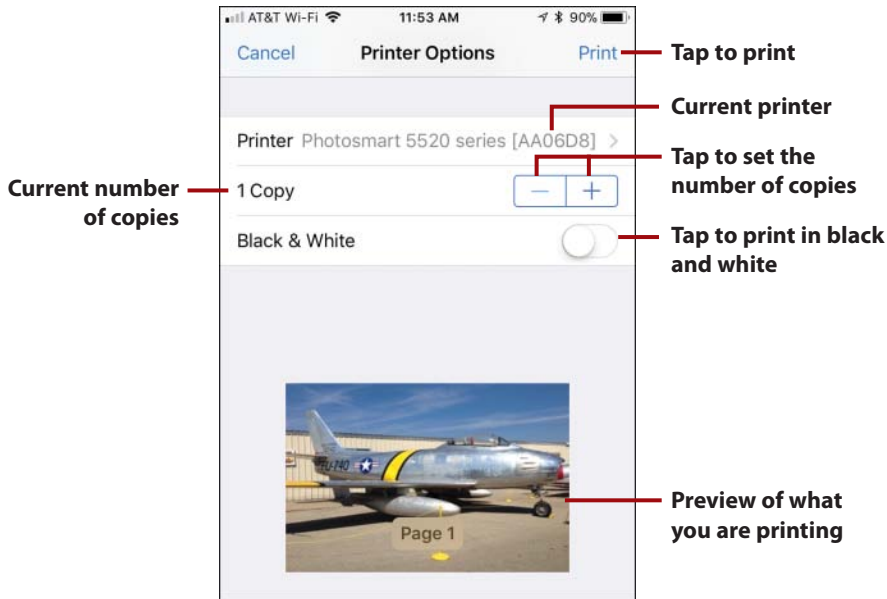 AT&T Wi-Fi 11:53 AM 90%
Cancel Printer Options Print
Tap to print
Current printer
Printer Photosmart 5520 series [AA06D8] >
Tap to set the
number of copies
Current number
of copies
1 Copy − +
Black & White
Tap to print in black
and white
FU-740
Page 1
Preview of what
you are printing